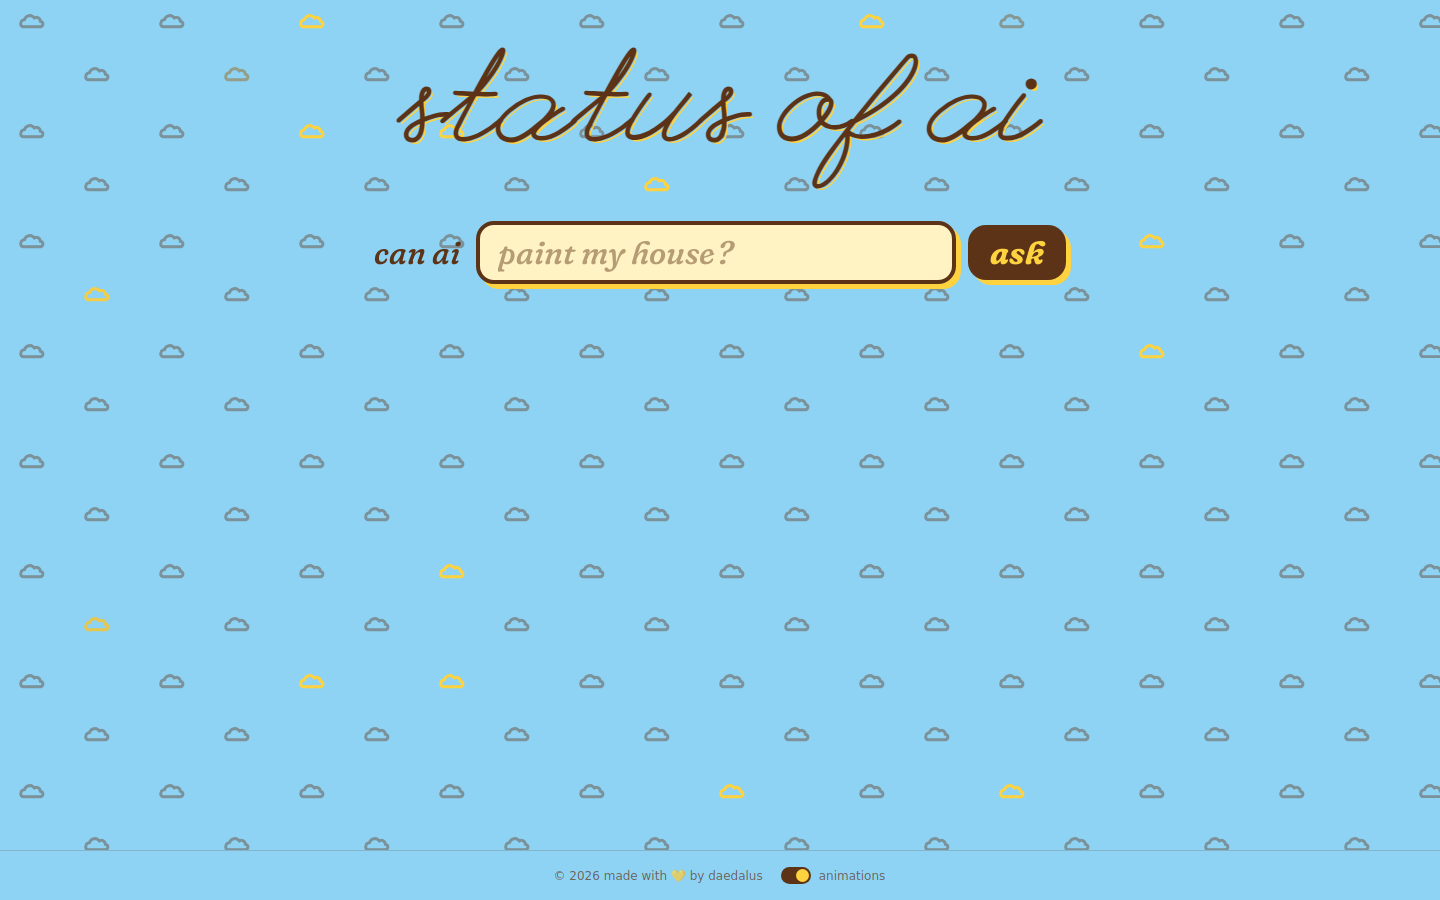 status of ai
can ai paint my house? ask
© 2026 made with 💛 by daedalus animations